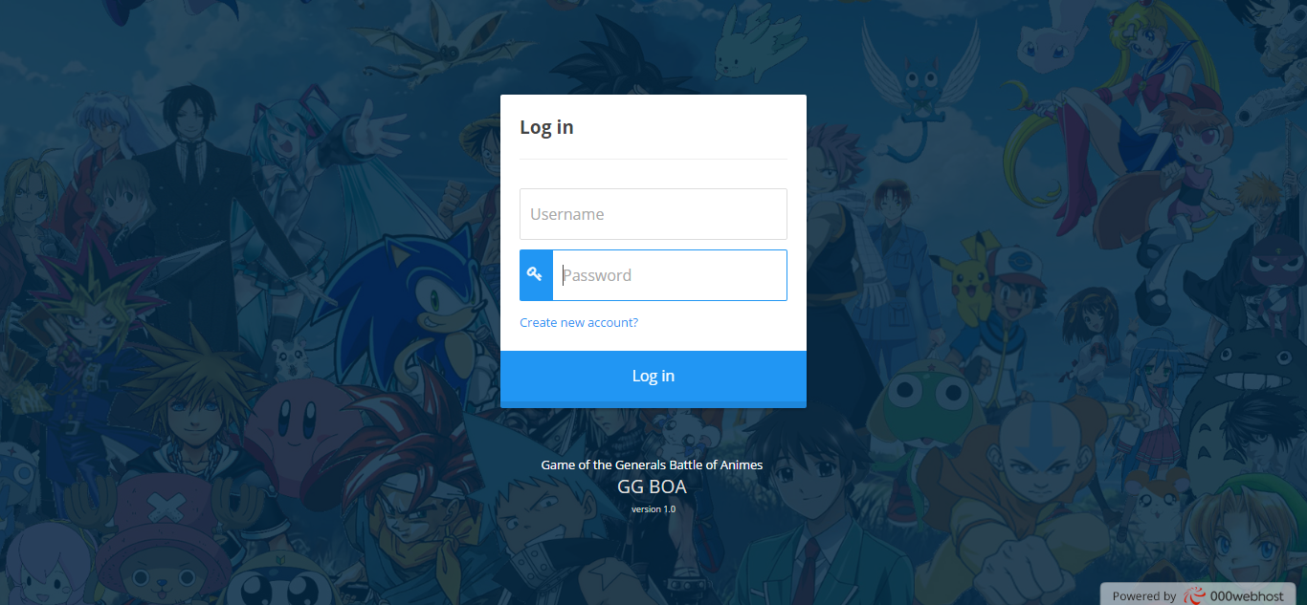 Log in
Username
Password
Create new account?
Log in
Game of the Generals Battle of Animes
GG BOA
version 1.0
Powered by 000webhost